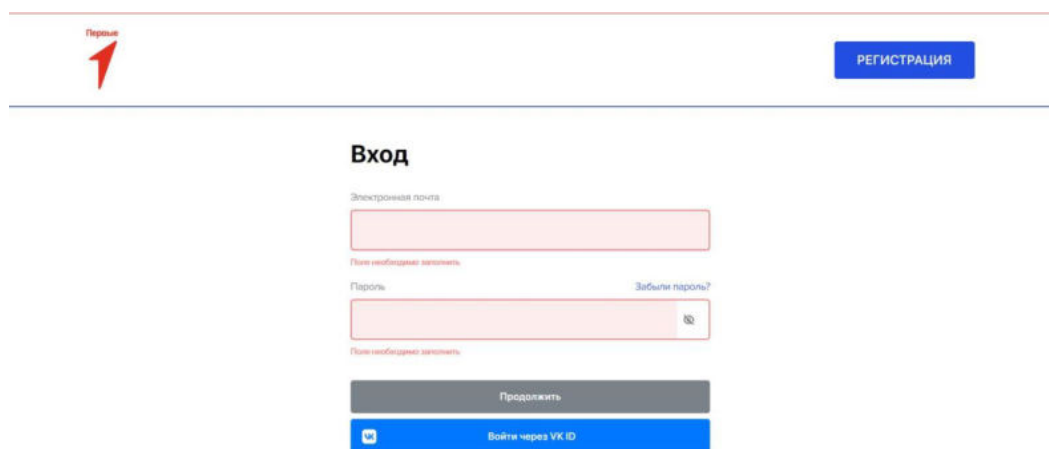 Первые
РЕГИСТРАЦИЯ
Вход
Электронная почта
Поле необходимо заполнить
Пароль Забыли пароль?
Поле необходимо заполнить
Продолжить
Войти через VK ID